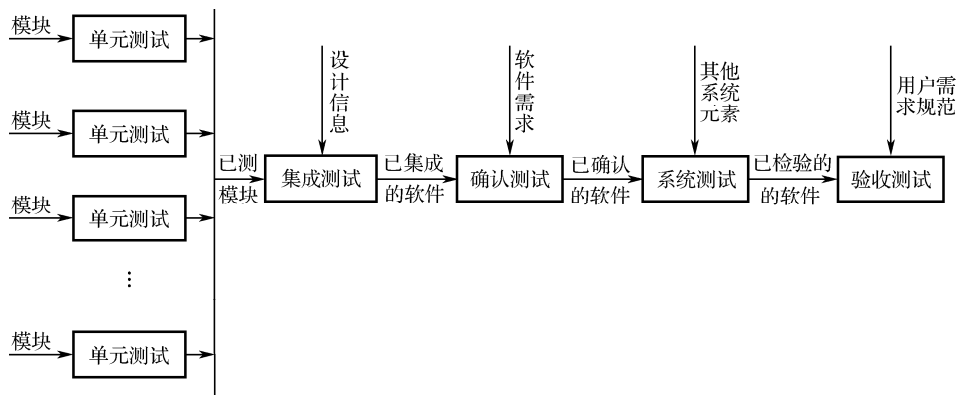 模块
单元测试
模块
单元测试
模块
单元测试
⋮
模块
单元测试
已测
模块
设计信息
集成测试
已集成
的软件
软件需求
确认测试
已确认
的软件
其他
系统
元素
系统测试
已检验的
的软件
用户需
求规范
验收测试